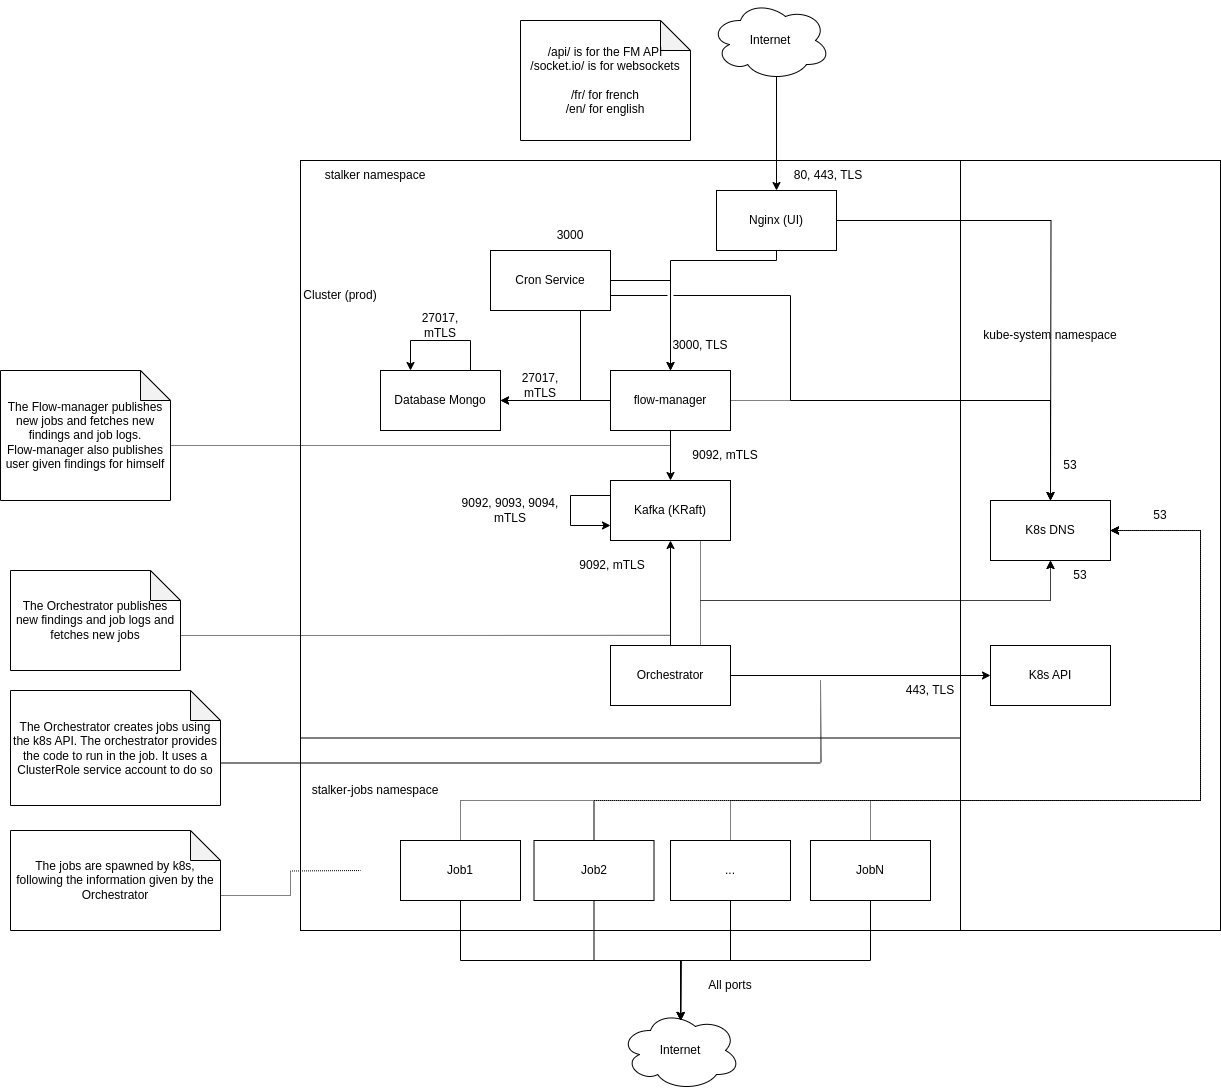 Internet
/api/ is for the FM API
/socket.io/ is for websockets
/fr/ for french
/en/ for english
stalker namespace
80, 443, TLS
Nginx (UI)
3000
Cron Service
Cluster (prod)
27017,
mTLS
kube-system namespace
3000, TLS
27017,
mTLS
Database Mongo
flow-manager
The Flow-manager publishes
new jobs and fetches new
findings and job logs.
Flow-manager also publishes
user given findings for himself
9092, mTLS
53
9092, 9093, 9094,
mTLS
Kafka (KRaft)
K8s DNS
53
9092, mTLS
53
The Orchestrator publishes
new findings and job logs and
fetches new jobs
Orchestrator
K8s API
443, TLS
The Orchestrator creates jobs using
the k8s API. The orchestrator provides
the code to run in the job. It uses a
ClusterRole service account to do so
stalker-jobs namespace
The jobs are spawned by k8s,
following the information given by the
Orchestrator
Job1
Job2
...
JobN
All ports
Internet